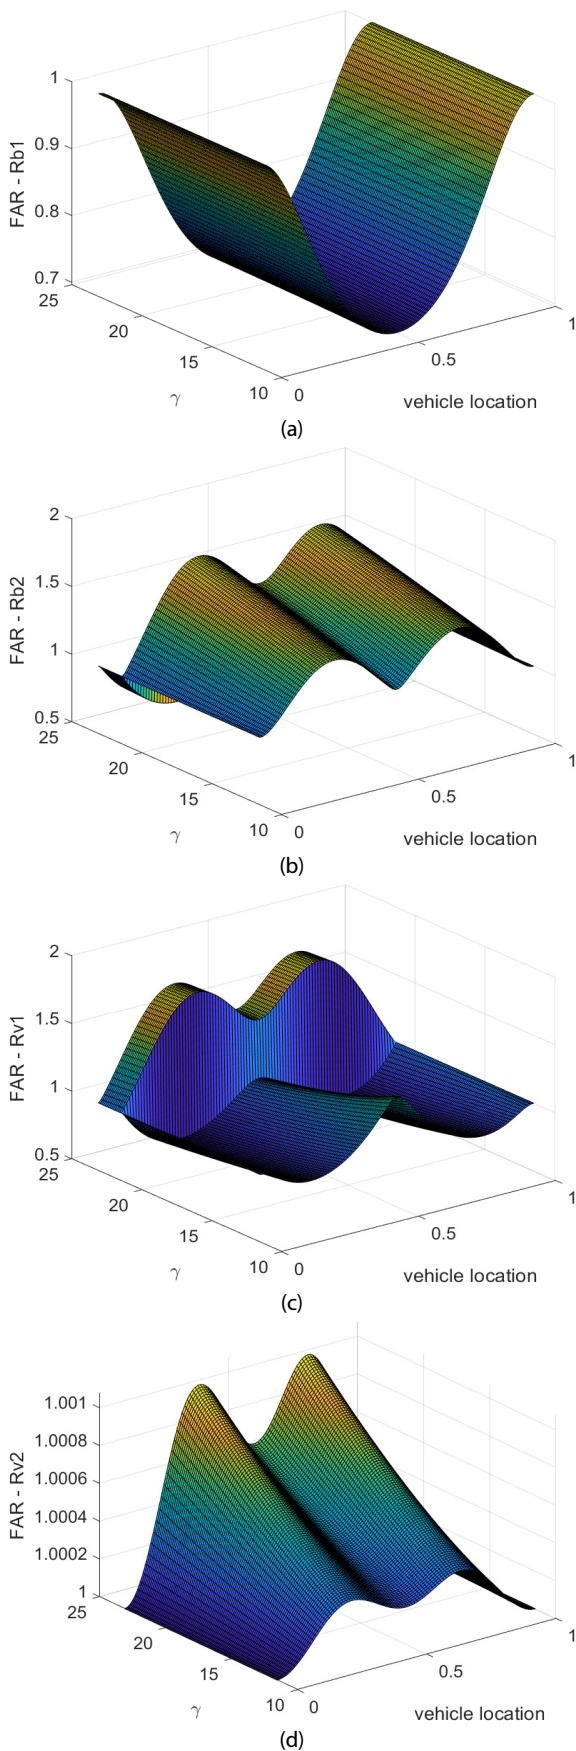 1
0.9
0.8
0.7
FAR - Rb1
25
20
15
10
γ
0
0.5
1
vehicle location
(a)
2
1.5
1
0.5
FAR - Rb2
25
20
15
10
γ
0
0.5
1
vehicle location
(b)
2
1.5
1
0.5
FAR - Rv1
25
20
15
10
γ
0
0.5
1
vehicle location
(c)
1.001
1.0008
1.0006
1.0004
1.0002
1
FAR - Rv2
25
20
15
10
γ
0
0.5
1
vehicle location
(d)